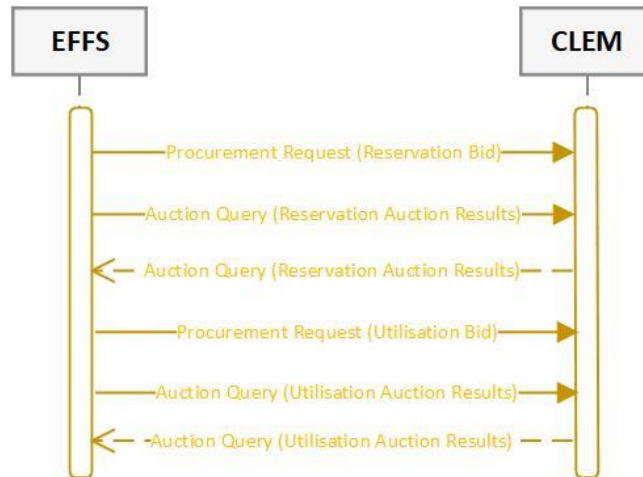 EFFS
CLEM
Procurement Request (Reservation Bid)
Auction Query (Reservation Auction Results)
Auction Query (Reservation Auction Results)
Procurement Request (Utilisation Bid)
Auction Query (Utilisation Auction Results)
Auction Query (Utilisation Auction Results)